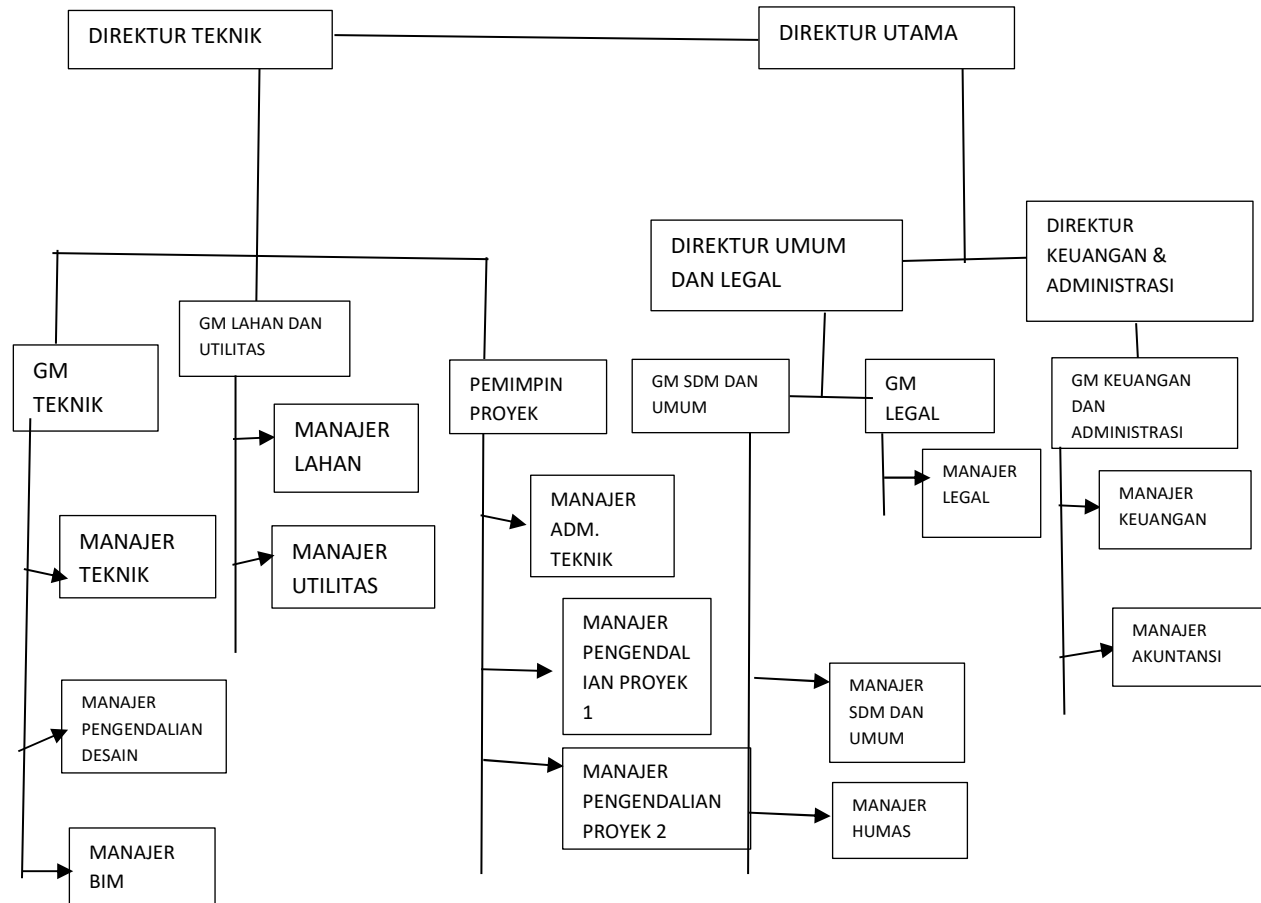 DIREKTUR TEKNIK
DIREKTUR UTAMA
DIREKTUR UMUM
DAN LEGAL
DIREKTUR
KEUANGAN &
ADMINISTRASI
GM
TEKNIK
GM LAHAN DAN
UTILITAS
PEMIMPIN
PROYEK
GM SDM DAN
UMUM
GM
LEGAL
GM KEUANGAN
DAN
ADMINISTRASI
MANAJER
LAHAN
MANAJER
LEGAL
MANAJER
KEUANGAN
MANAJER
TEKNIK
MANAJER
UTILITAS
MANAJER
ADM.
TEKNIK
MANAJER
PENGENDAL
IAN PROYEK
1
MANAJER
AKUNTANSI
MANAJER
PENGENDALIAN
DESAIN
MANAJER
SDM DAN
UMUM
MANAJER
PENGENDALIAN
PROYEK 2
MANAJER
HUMAS
MANAJER
BIM